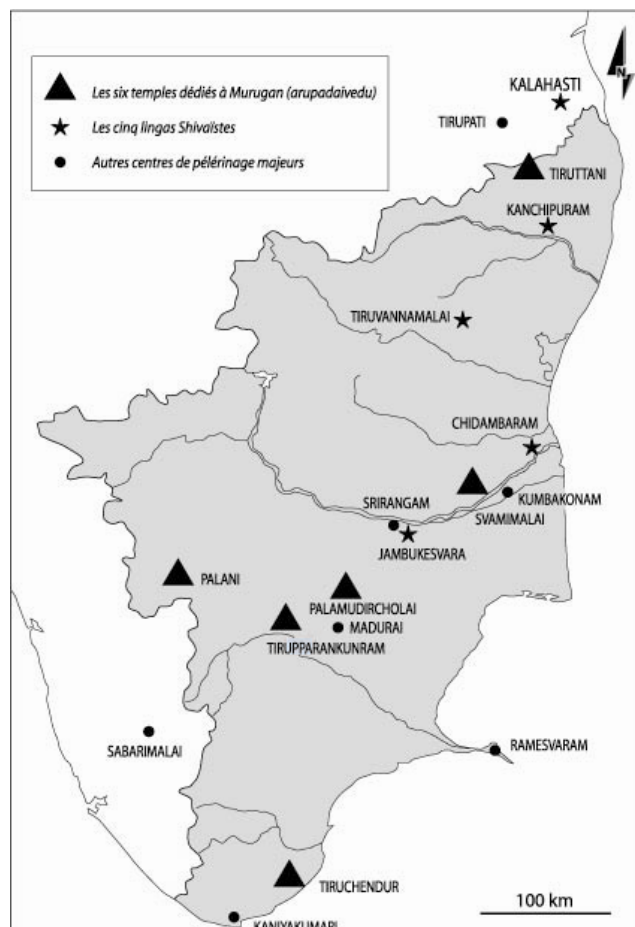 N
Les six temples dédiés à Murugan (arupadaivedu)
Les cinq lingas Shivaïstes
Autres centres de pélérinage majeurs
KALAHASTI
TIRUPATI
TIRUTTANI
KANCHIPURAM
TIRUVANNAMALAI
CHIDAMBARAM
KUMBAKONAM
SRIRANGAM
SVAMIMALAI
JAMBUKESVARA
PALANI
PALAMUDIRCHOLAI
MADURAI
TIRUPPARANKUNRAM
SABARIMALAI
RAMESVARAM
TIRUCHENDUR
100 km
KANIYAKUMARI